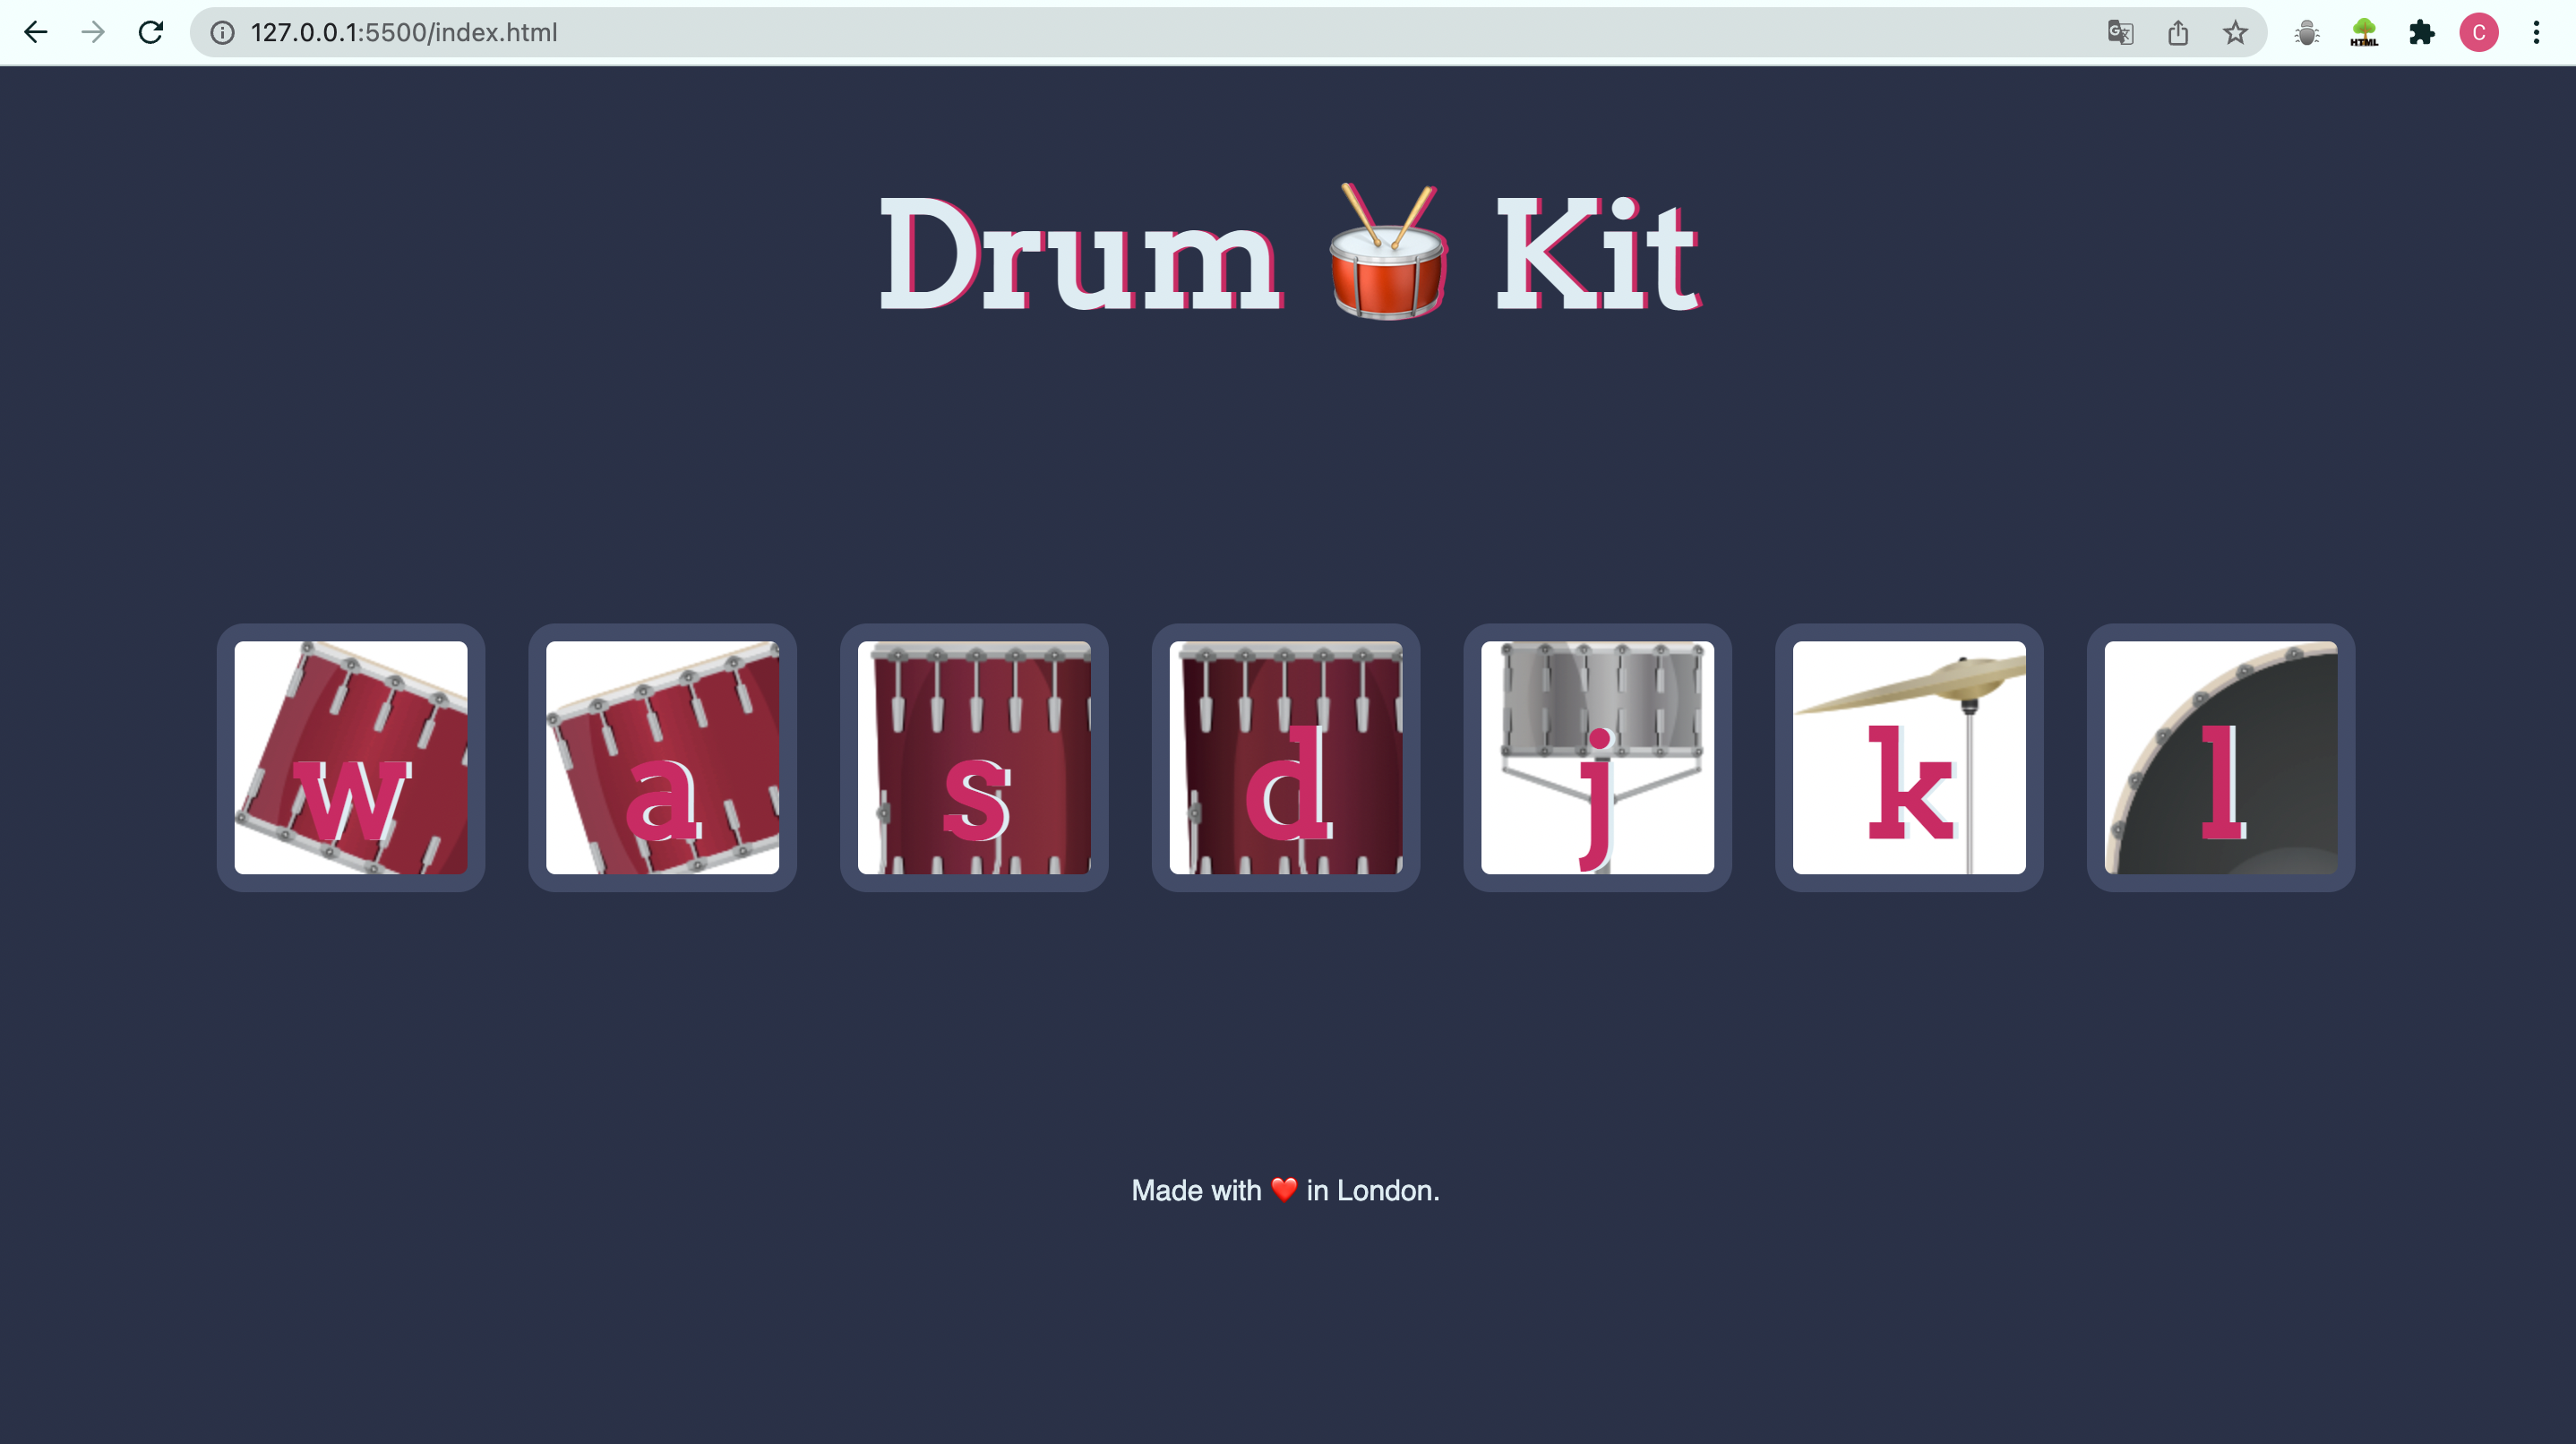 127.0.0.1:5500/index.html
HTML
C
Drum 🥁 Kit
w a s d j k l
Made with ❤️ in London.